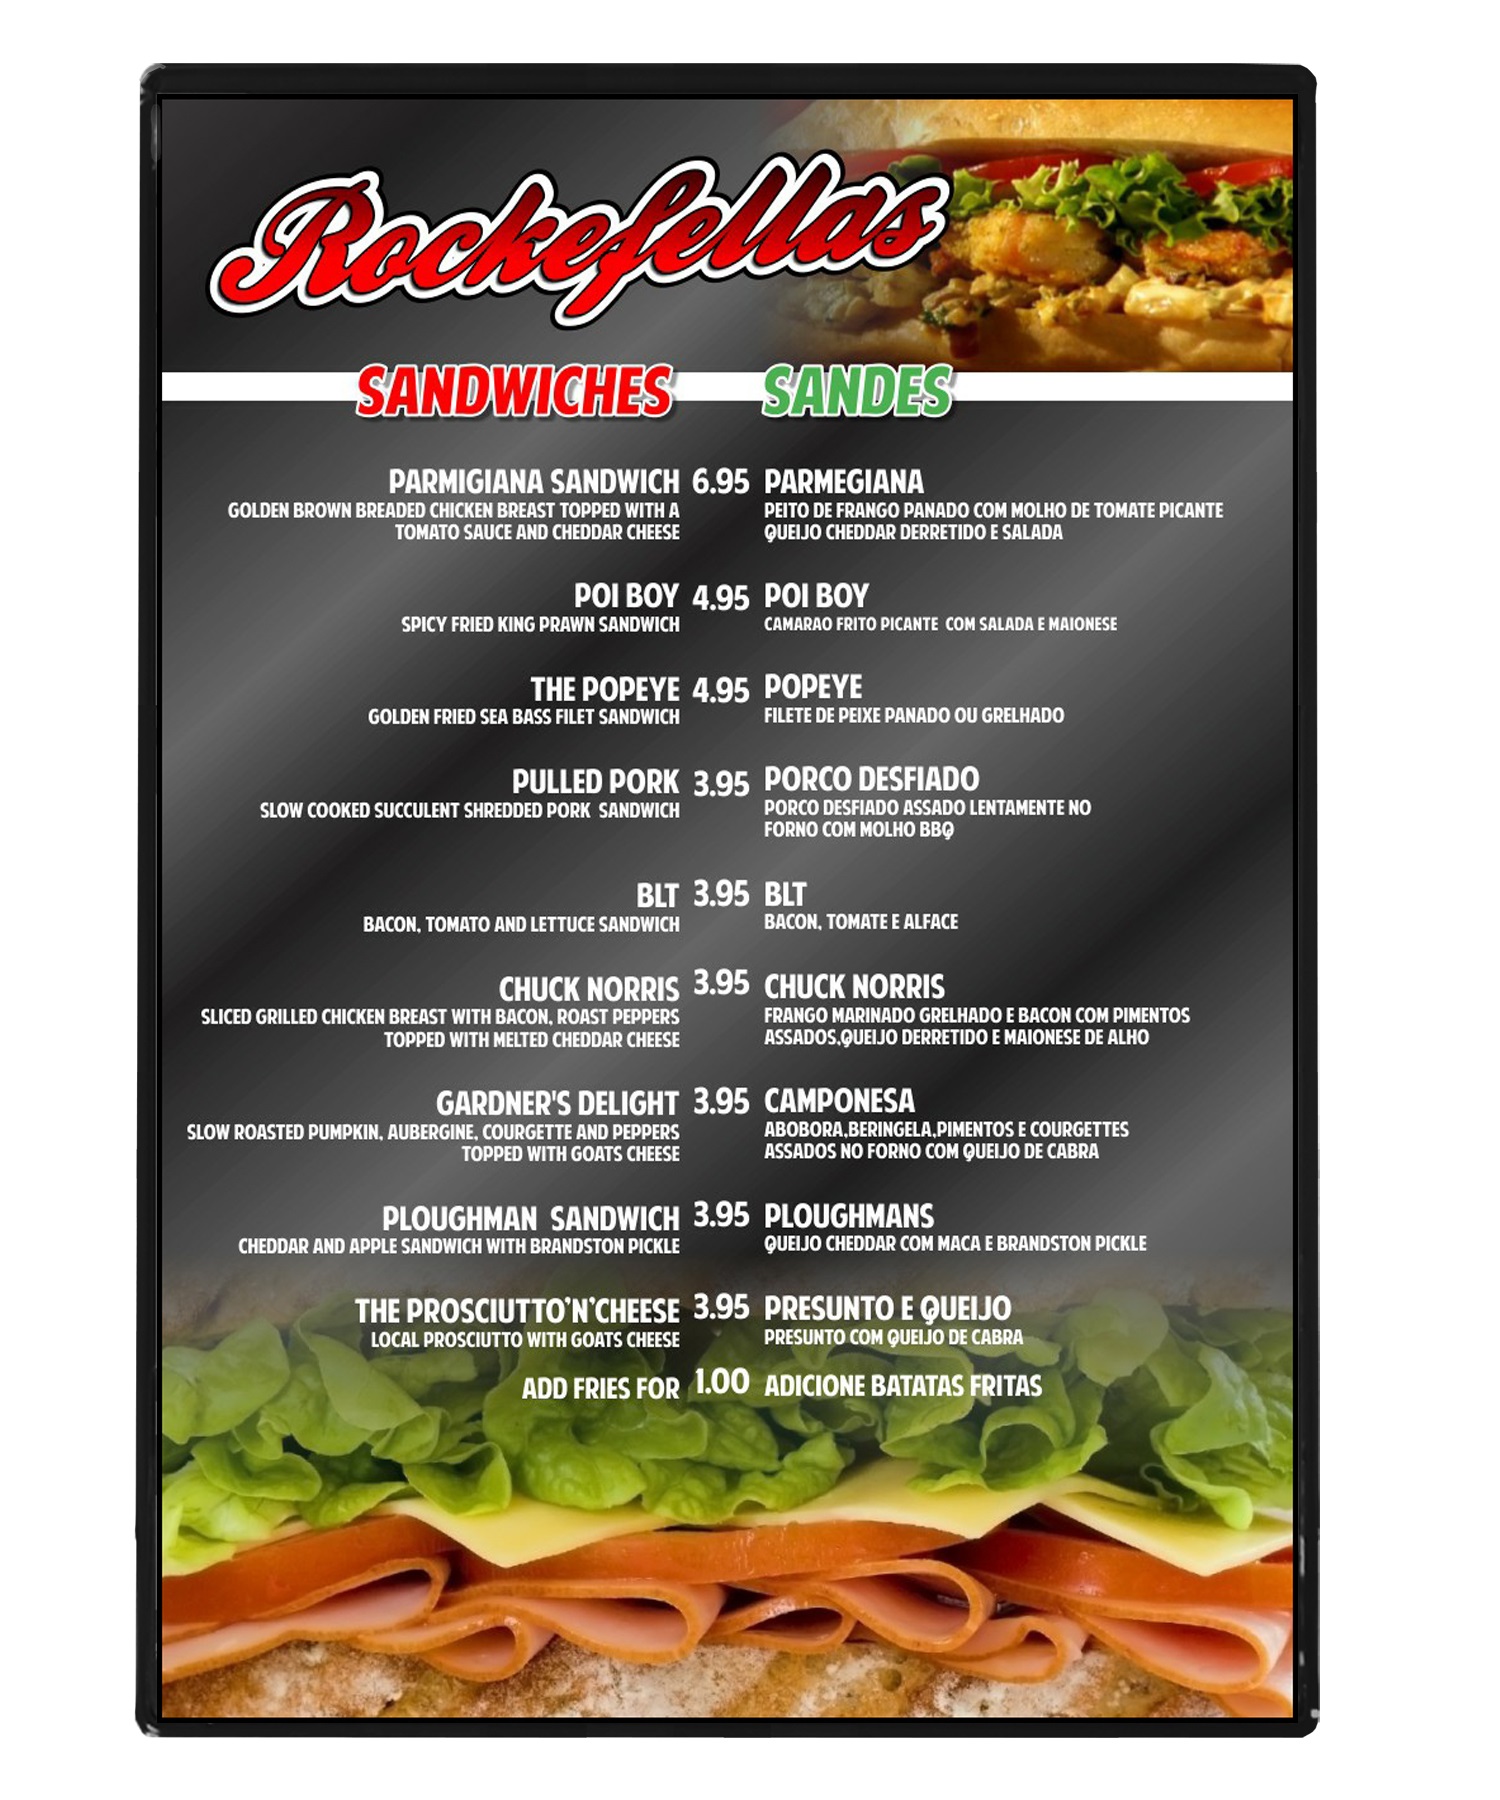 Rockefella's
SANDWICHES SANDES
PARMIGIANA SANDWICH 6.95 PARMEGIANA
GOLDEN BROWN BREADED CHICKEN BREAST TOPPED WITH A
TOMATO SAUCE AND CHEDDAR CHEESE
PEITO DE FRANGO PANADO COM MOLHO DE TOMATE PICANTE
QUEIJO CHEDDAR DERRETIDO E SALADA
POI BOY 4.95 POI BOY
SPICY FRIED KING PRAWN SANDWICH
CAMARAO FRITO PICANTE COM SALADA E MAIONESE
THE POPEYE 4.95 POPEYE
GOLDEN FRIED SEA BASS FILET SANDWICH
FILETE DE PEIXE PANADO OU GRELHADO
PULLED PORK 3.95 PORCO DESFIADO
SLOW COOKED SUCCULENT SHREDDED PORK SANDWICH
PORCO DESFIADO ASSADO LENTAMENTE NO
FORNO COM MOLHO BBQ
BLT 3.95 BLT
BACON, TOMATO AND LETTUCE SANDWICH
BACON, TOMATE E ALFACE
CHUCK NORRIS 3.95 CHUCK NORRIS
SLICED GRILLED CHICKEN BREAST WITH BACON, ROAST PEPPERS
TOPPED WITH MELTED CHEDDAR CHEESE
FRANGO MARINADO GRELHADO E BACON COM PIMENTOS
ASSADOS,QUEIJO DERRETIDO E MAIONESE DE ALHO
GARDNER'S DELIGHT 3.95 CAMPONESA
SLOW ROASTED PUMPKIN, AUBERGINE, COURGETTE AND PEPPERS
TOPPED WITH GOATS CHEESE
ABOBORA,BERINGELA,PIMENTOS E COURGETTES
ASSADOS NO FORNO COM QUEIJO DE CABRA
PLOUGHMAN SANDWICH 3.95 PLOUGHMANS
CHEDDAR AND APPLE SANDWICH WITH BRANDSTON PICKLE
QUEIJO CHEDDAR COM MACA E BRANDSTON PICKLE
THE PROSCIUTTO'N'CHEESE 3.95 PRESUNTO E QUEIJO
LOCAL PROSCIUTTO WITH GOATS CHEESE
PRESUNTO COM QUEIJO DE CABRA
ADD FRIES FOR 1.00 ADICIONE BATATAS FRITAS